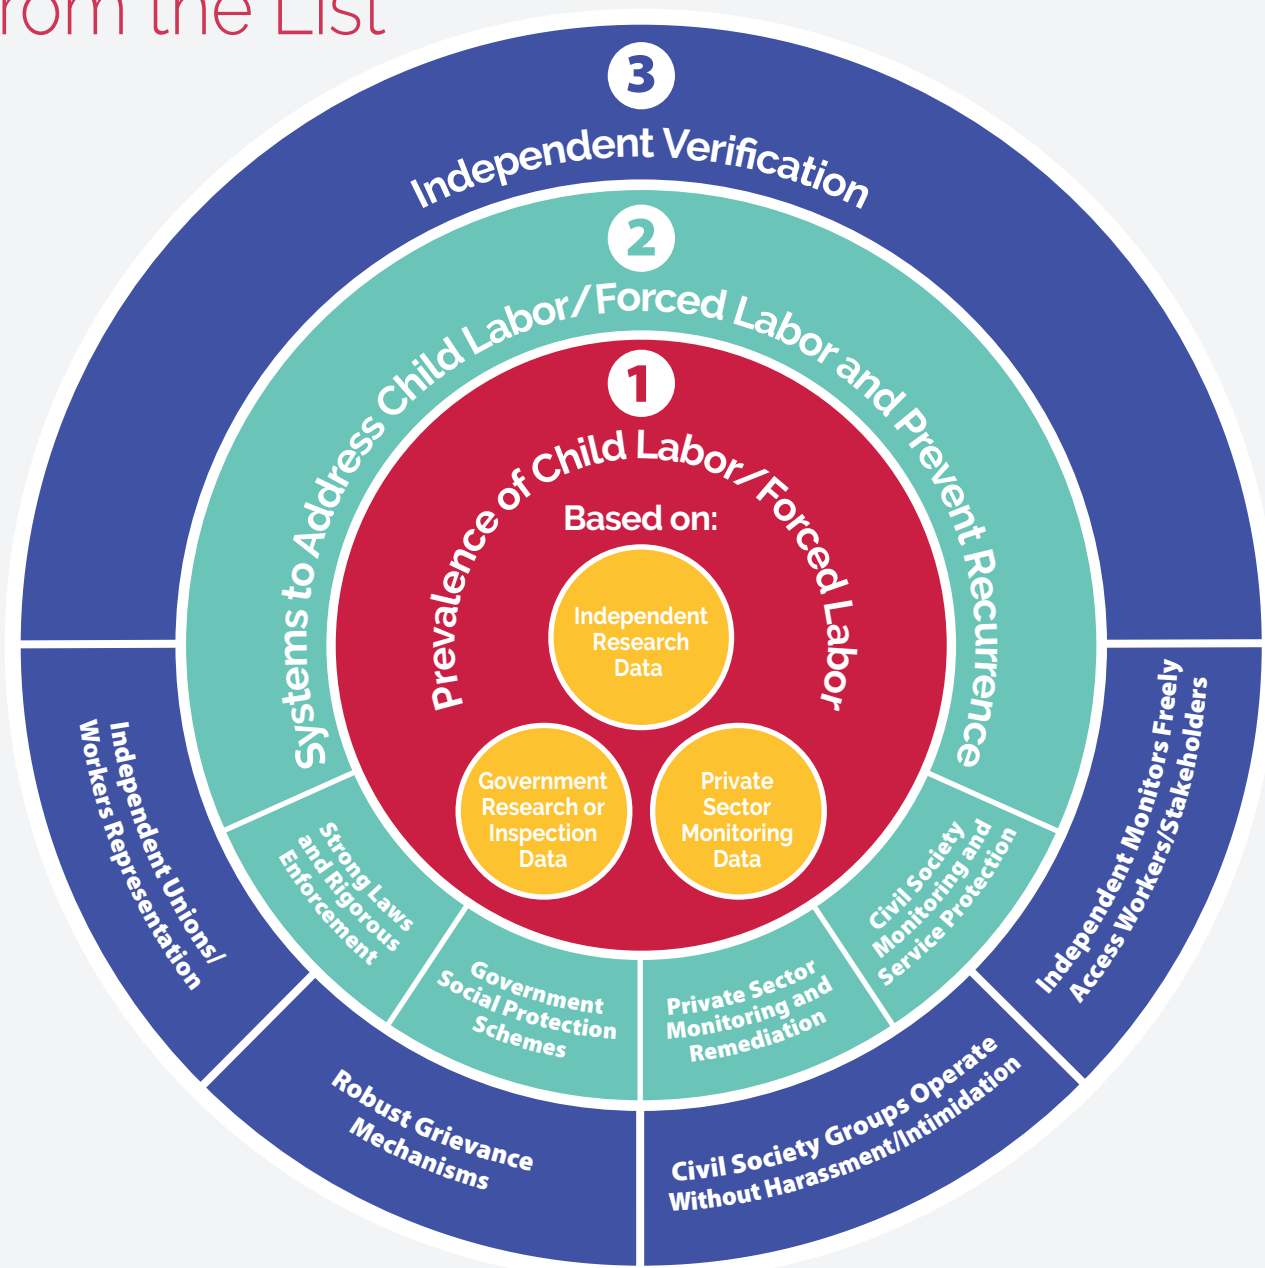 rom the List
3
Independent Verification
2
Systems to Address Child Labor/Forced Labor and Prevent Recurrence
1
Prevalence of Child Labor/Forced Labor
Based on:
Independent
Research
Data
Government
Research or
Inspection
Data
Private
Sector
Monitoring
Data
Strong Laws
and Rigorous
Enforcement
Government
Social Protection
Schemes
Private Sector
Monitoring and
Remediation
Civil Society
Monitoring and
Service Protection
Independent Unions/
Workers Representation
Robust Grievance
Mechanisms
Civil Society Groups Operate
Without Harassment/Intimidation
Independent Monitors Freely
Access Workers/Stakeholders